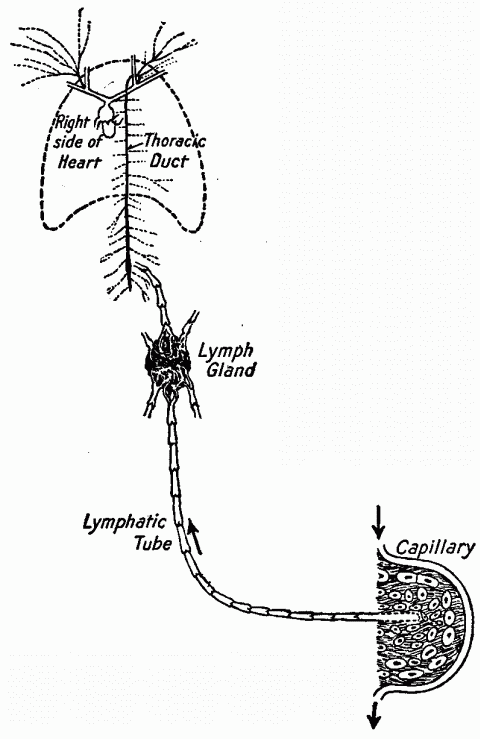 Right
side of
Heart
Thoracic
Duct
Lymph
Gland
Lymphatic
Tube
Capillary